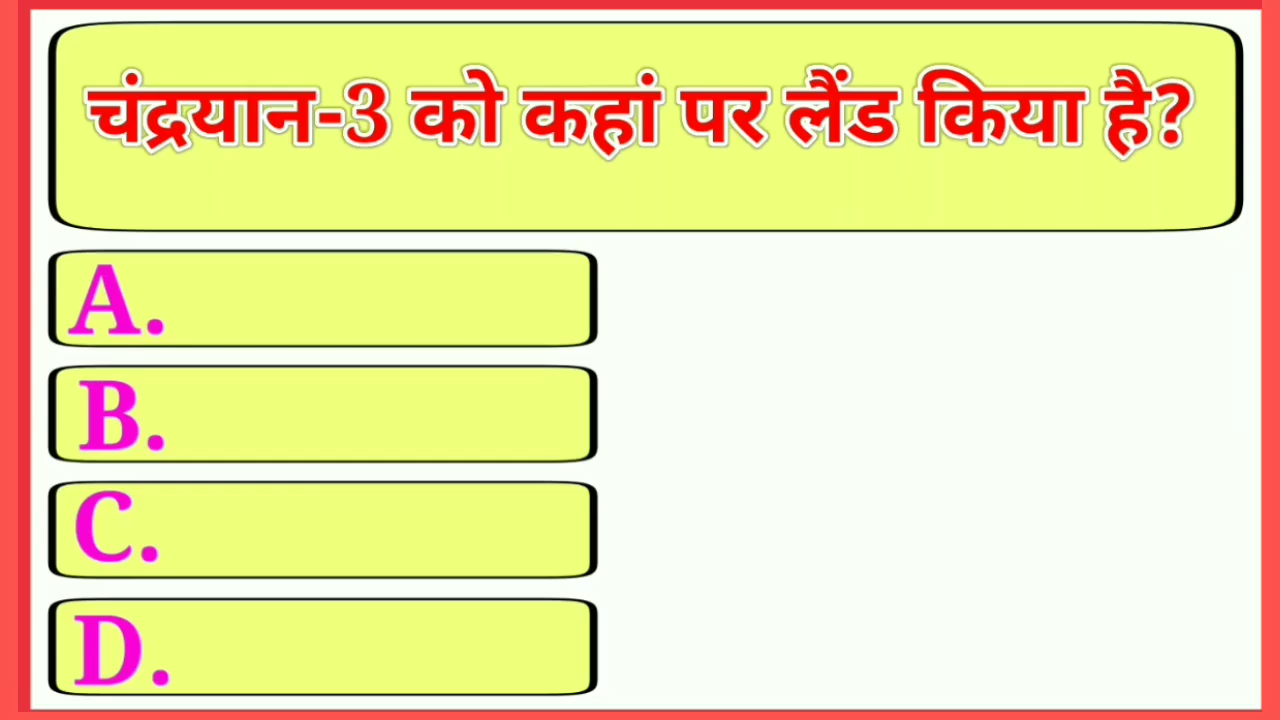 चंद्रयान-3 को कहां पर लैंड किया है?
A.
B.
C.
D.